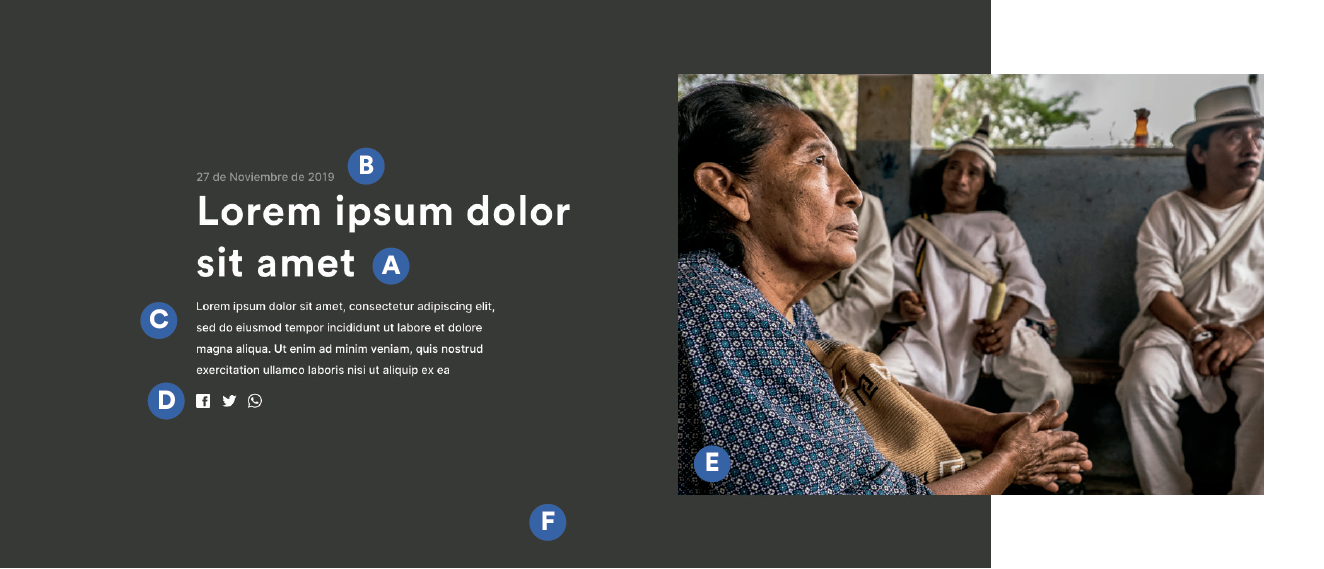 B
27 de Noviembre de 2019
Lorem ipsum dolor
sit amet A
C
Lorem ipsum dolor sit amet, consectetur adipiscing elit,
sed do eiusmod tempor incididunt ut labore et dolore
magna aliqua. Ut enim ad minim veniam, quis nostrud
exercitation ullamco laboris nisi ut aliquip ex ea
D
E
F